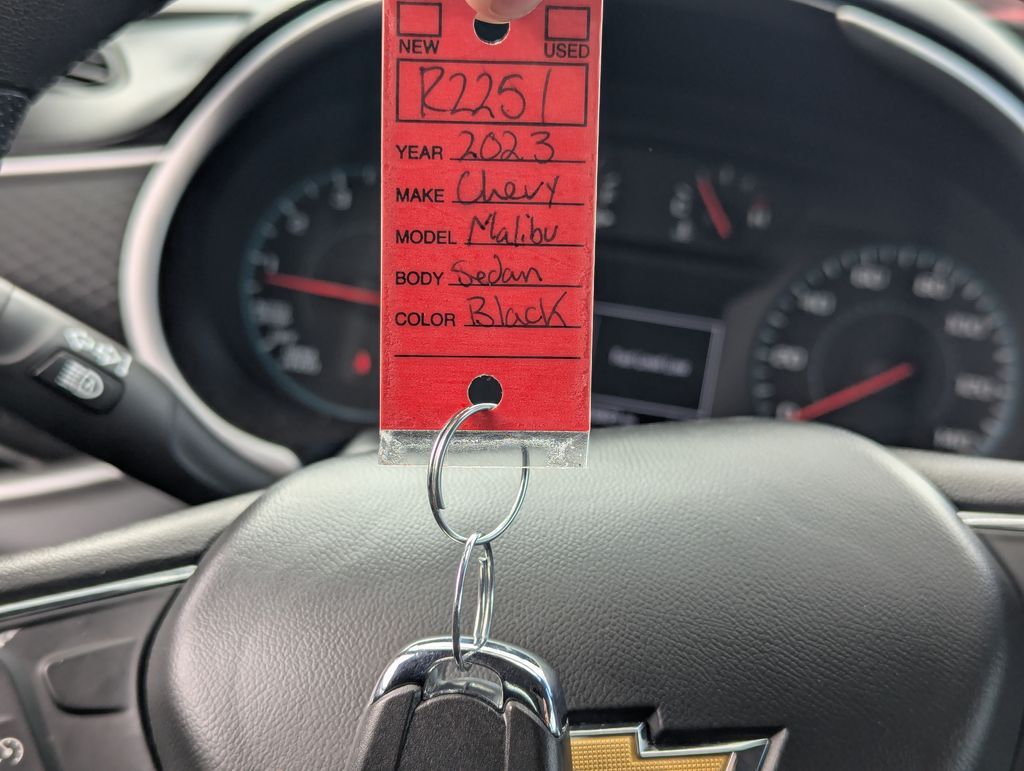 NEW USED
R2251
YEAR 2023
MAKE Chevy
MODEL Malibu
BODY Sedan
COLOR Black